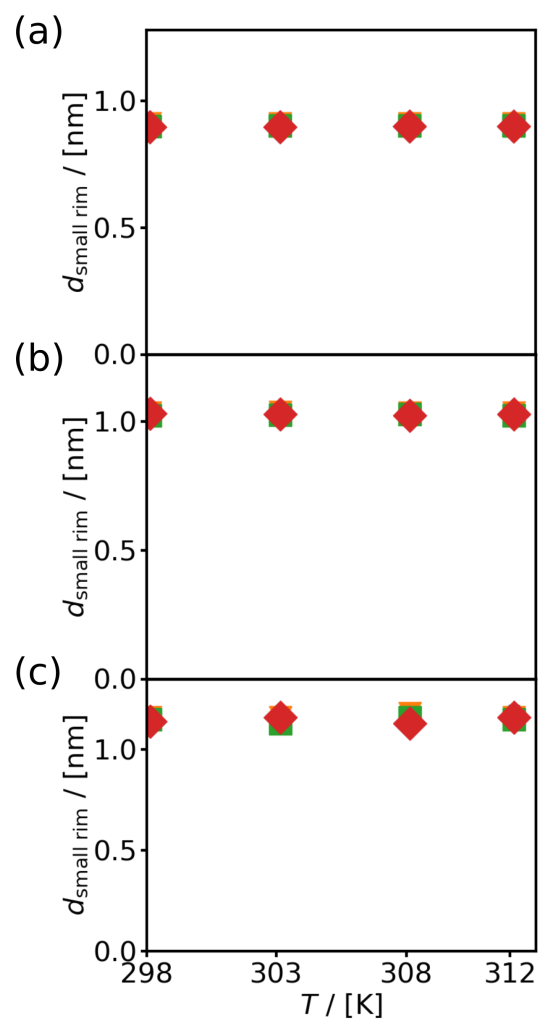 (a)
1.0
0.5
0.0
d_small rim / [nm]
(b)
1.0
0.5
0.0
d_small rim / [nm]
(c)
1.0
0.5
0.0
d_small rim / [nm]
298 303 308 312
T / [K]